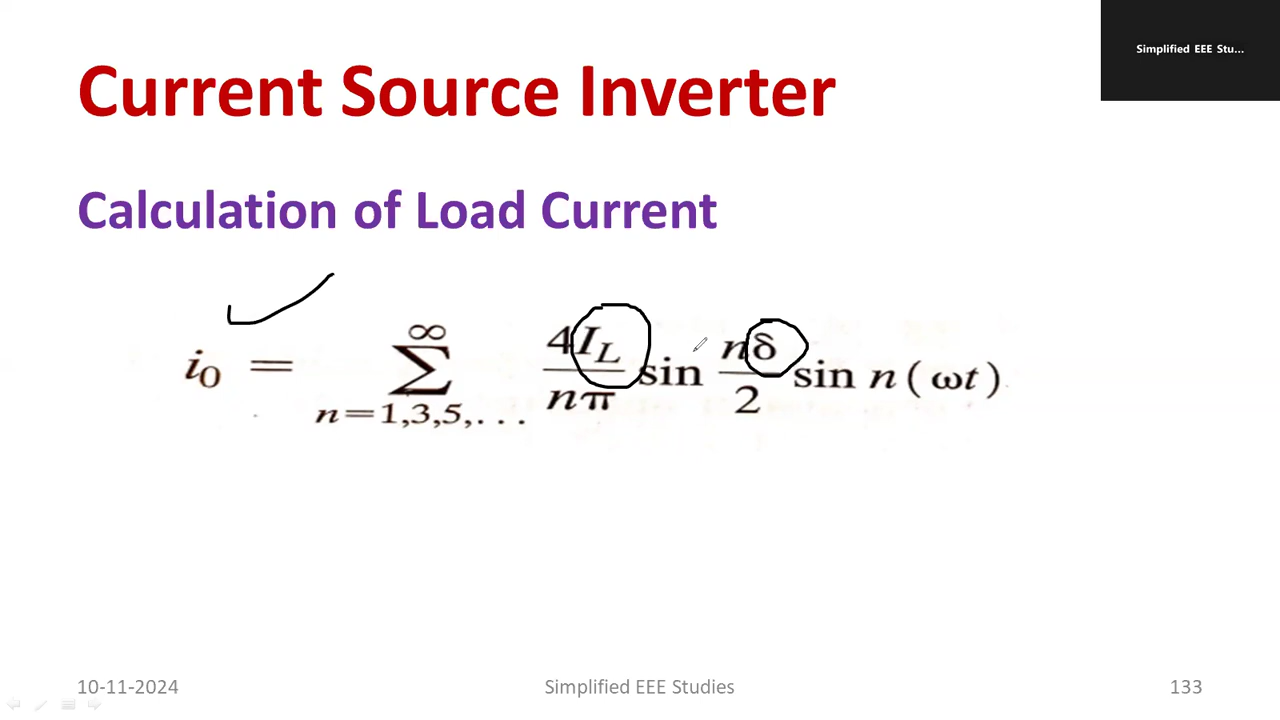 Simplified EEE Stu...
Current Source Inverter
Calculation of Load Current
i₀ = ∑ n=1,3,5,...∞ 4I_L/nπ sin nδ/2 sin n(ωt)
10-11-2024 Simplified EEE Studies 133